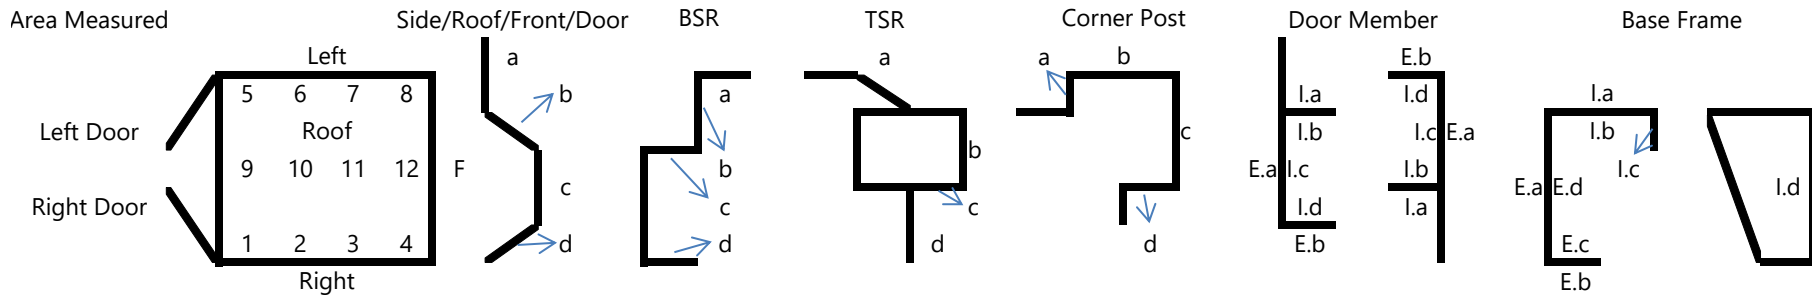 Area Measured
Left
5 6 7 8
Left Door
Roof
9 10 11 12
F
Right Door
1 2 3 4
Right
Side/Roof/Front/Door
a
b
c
d
BSR
a
b
c
d
TSR
a
b
c
d
Corner Post
a
b
c
d
Door Member
I.a
I.b
E.a
I.c
I.d
E.b
E.b
I.d
I.c
E.a
I.b
I.a
Base Frame
I.a
I.b
I.c
E.a
E.d
E.c
E.b
I.d